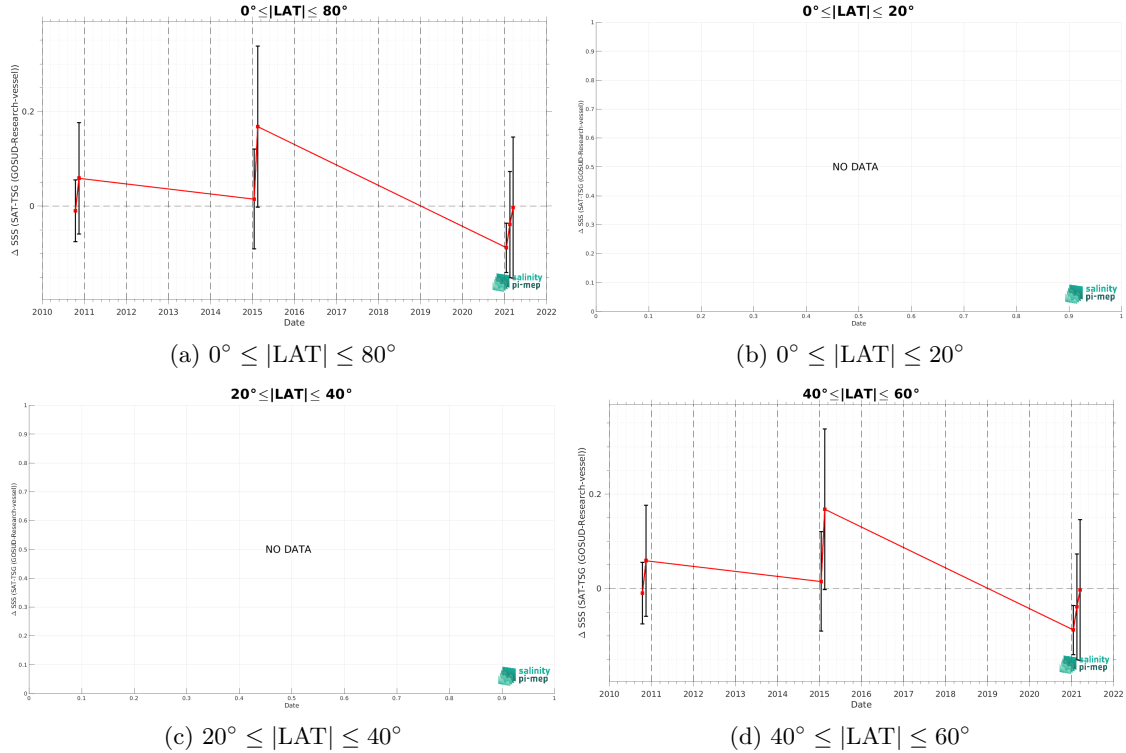 0°≤|LAT|≤ 80°
Δ SSS (SAT-TSG (GOSUD-Research-vessel))
0.2
0
2010 2011 2012 2013 2014 2015 2016 2017 2018 2019 2020 2021 2022
Date
salinity
pi-mep
(a) 0° ≤ |LAT| ≤ 80°
0°≤|LAT|≤ 20°
Δ SSS (SAT-TSG (GOSUD-Research-vessel))
1
0.9
0.8
0.7
0.6
0.5
0.4
0.3
0.2
0.1
0
NO DATA
0 0.1 0.2 0.3 0.4 0.5 0.6 0.7 0.8 0.9 1
Date
salinity
pi-mep
(b) 0° ≤ |LAT| ≤ 20°
20°≤|LAT|≤ 40°
Δ SSS (SAT-TSG (GOSUD-Research-vessel))
1
0.9
0.8
0.7
0.6
0.5
0.4
0.3
0.2
0.1
0
NO DATA
0 0.1 0.2 0.3 0.4 0.5 0.6 0.7 0.8 0.9 1
Date
salinity
pi-mep
(c) 20° ≤ |LAT| ≤ 40°
40°≤|LAT|≤ 60°
Δ SSS (SAT-TSG (GOSUD-Research-vessel))
0.2
0
2010 2011 2012 2013 2014 2015 2016 2017 2018 2019 2020 2021 2022
Date
salinity
pi-mep
(d) 40° ≤ |LAT| ≤ 60°